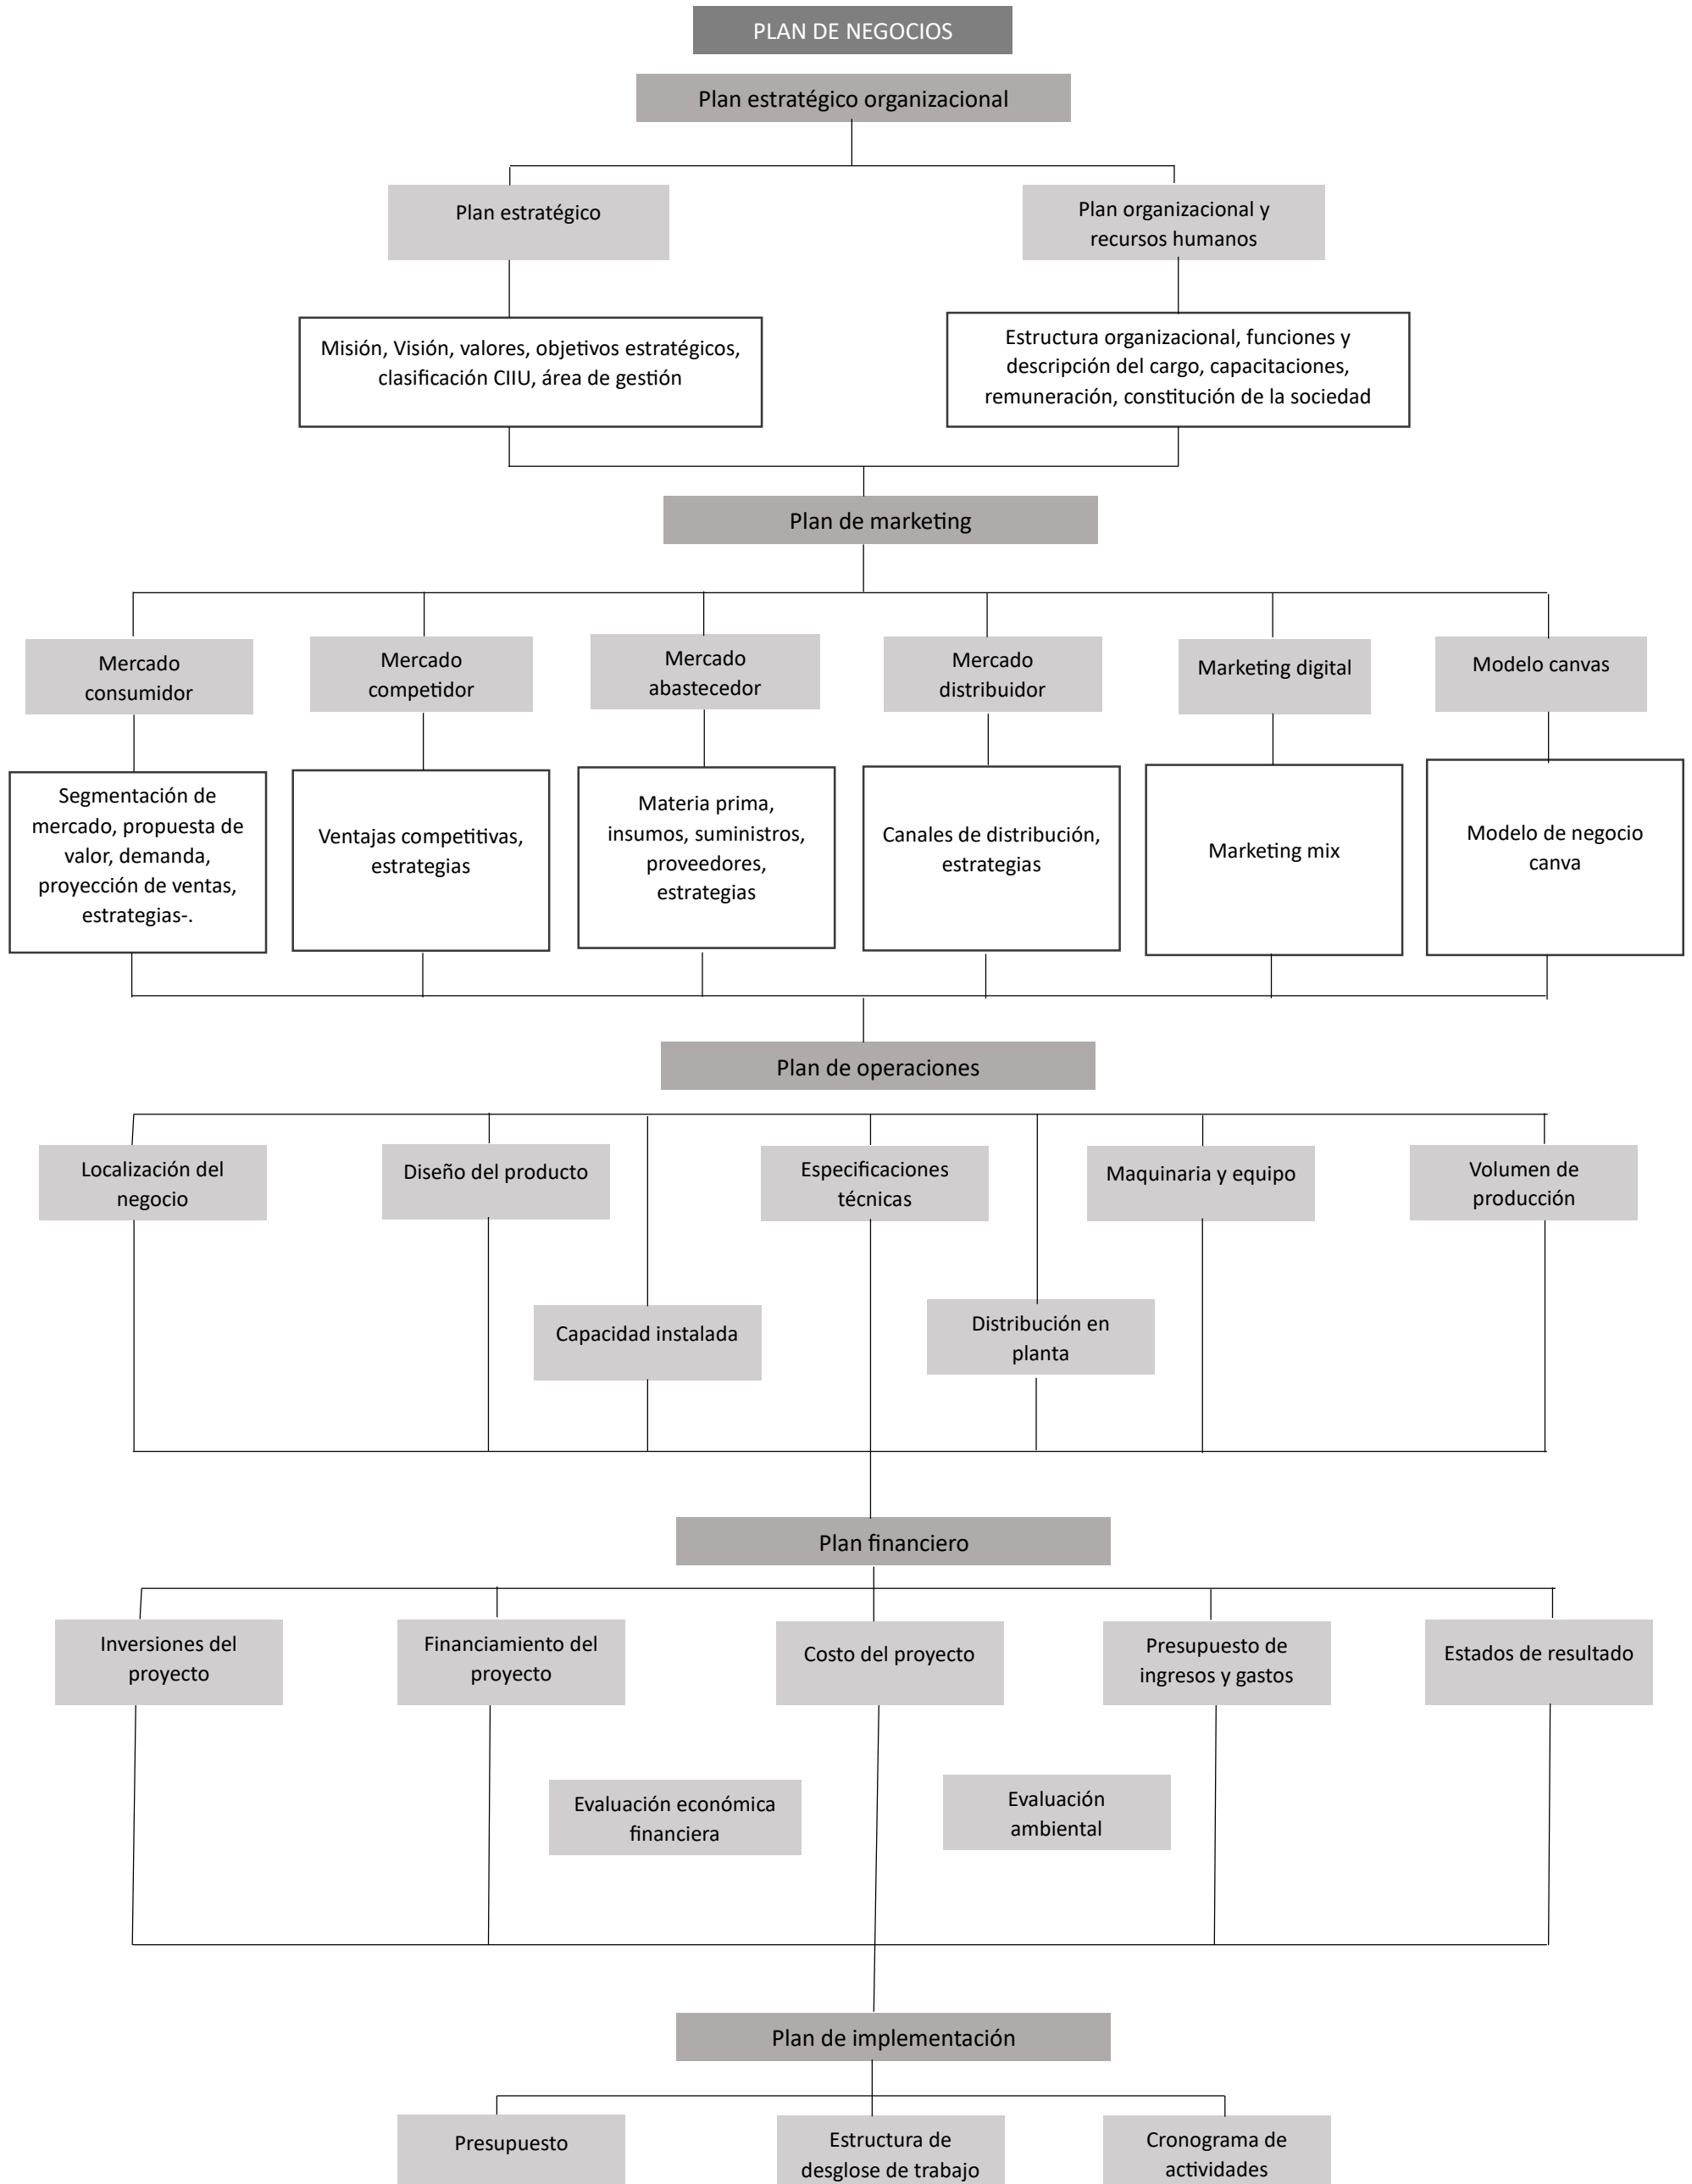 PLAN DE NEGOCIOS
Plan estratégico organizacional
Plan estratégico
Plan organizacional y
recursos humanos
Misión, Visión, valores, objetivos estratégicos,
clasificación CIIU, área de gestión
Estructura organizacional, funciones y
descripción del cargo, capacitaciones,
remuneración, constitución de la sociedad
Plan de marketing
Mercado
consumidor
Mercado
competidor
Mercado
abastecedor
Mercado
distribuidor
Marketing digital
Modelo canvas
Segmentación de
mercado, propuesta de
valor, demanda,
proyección de ventas,
estrategias-.
Ventajas competitivas,
estrategias
Materia prima,
insumos, suministros,
proveedores,
estrategias
Canales de distribución,
estrategias
Marketing mix
Modelo de negocio
canva
Plan de operaciones
Localización del
negocio
Diseño del producto
Especificaciones
técnicas
Maquinaria y equipo
Volumen de
producción
Capacidad instalada
Distribución en
planta
Plan financiero
Inversiones del
proyecto
Financiamiento del
proyecto
Costo del proyecto
Presupuesto de
ingresos y gastos
Estados de resultado
Evaluación económica
financiera
Evaluación
ambiental
Plan de implementación
Presupuesto
Estructura de
desglose de trabajo
Cronograma de
actividades